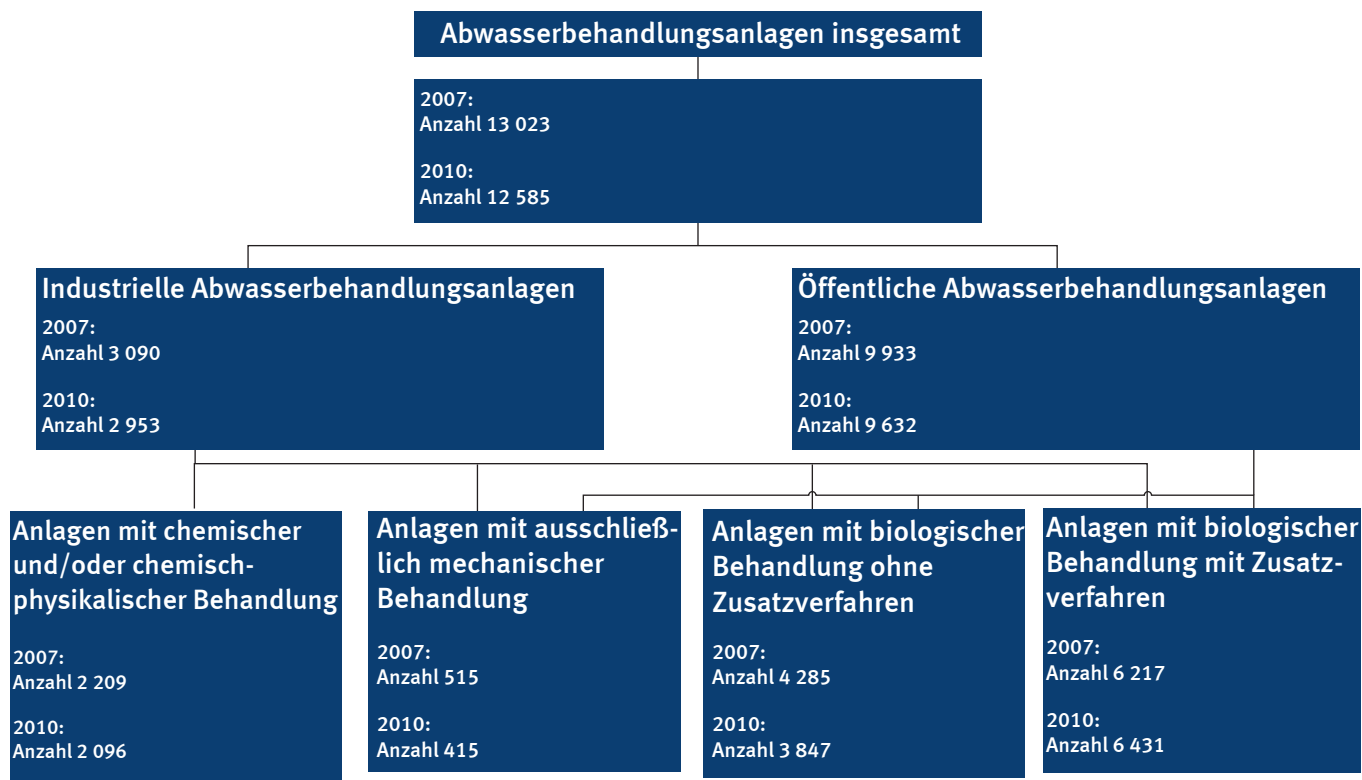 Abwasserbehandlungsanlagen insgesamt
2007:
Anzahl 13 023
2010:
Anzahl 12 585
Industrielle Abwasserbehandlungsanlagen
2007:
Anzahl 3 090
2010:
Anzahl 2 953
Öffentliche Abwasserbehandlungsanlagen
2007:
Anzahl 9 933
2010:
Anzahl 9 632
Anlagen mit chemischer
und/oder chemisch-
physikalischer Behandlung
2007:
Anzahl 2 209
2010:
Anzahl 2 096
Anlagen mit ausschließ-
lich mechanischer
Behandlung
2007:
Anzahl 515
2010:
Anzahl 415
Anlagen mit biologischer
Behandlung ohne
Zusatzverfahren
2007:
Anzahl 4 285
2010:
Anzahl 3 847
Anlagen mit biologischer
Behandlung mit Zusatz-
verfahren
2007:
Anzahl 6 217
2010:
Anzahl 6 431